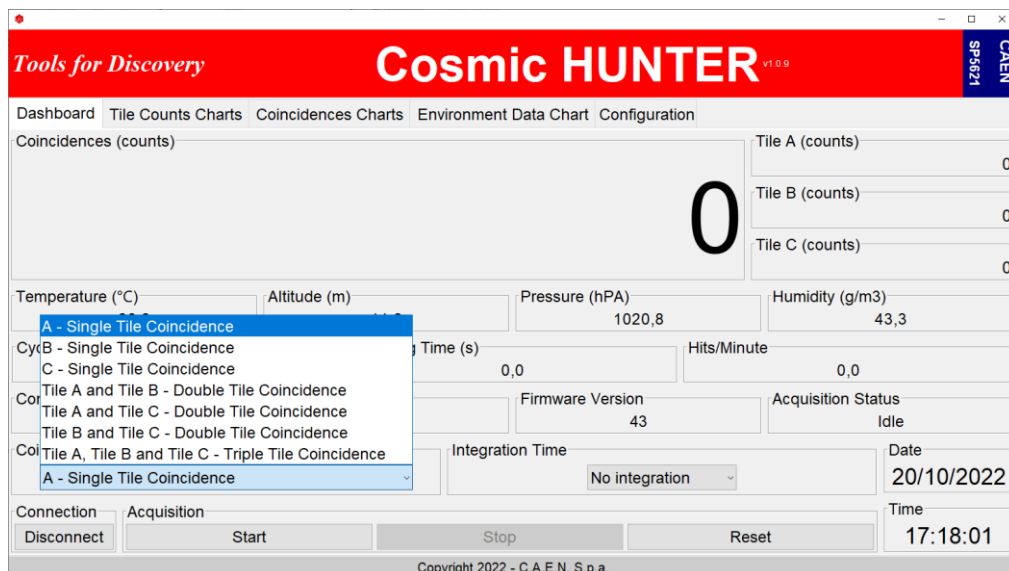 Tools for Discovery
Cosmic HUNTER v1.0.9
CAEN
SP5621
Dashboard Tile Counts Charts Coincidences Charts Environment Data Chart Configuration
Coincidences (counts)
0
Tile A (counts)
0
Tile B (counts)
0
Tile C (counts)
0
Temperature (°C) Altitude (m) Pressure (hPA) Humidity (g/m3)
1020,8 43,3
A - Single Tile Coincidence
B - Single Tile Coincidence
C - Single Tile Coincidence
Tile A and Tile B - Double Tile Coincidence
Tile A and Tile C - Double Tile Coincidence
Tile B and Tile C - Double Tile Coincidence
Tile A, Tile B and Tile C - Triple Tile Coincidence
A - Single Tile Coincidence
Time (s) Hits/Minute
0,0 0,0
Firmware Version Acquisition Status
43 Idle
Integration Time
No integration
Date
20/10/2022
Connection Acquisition
Disconnect Start Stop Reset
Time
17:18:01
Copyright 2022 - C.A.E.N. S.p.a.